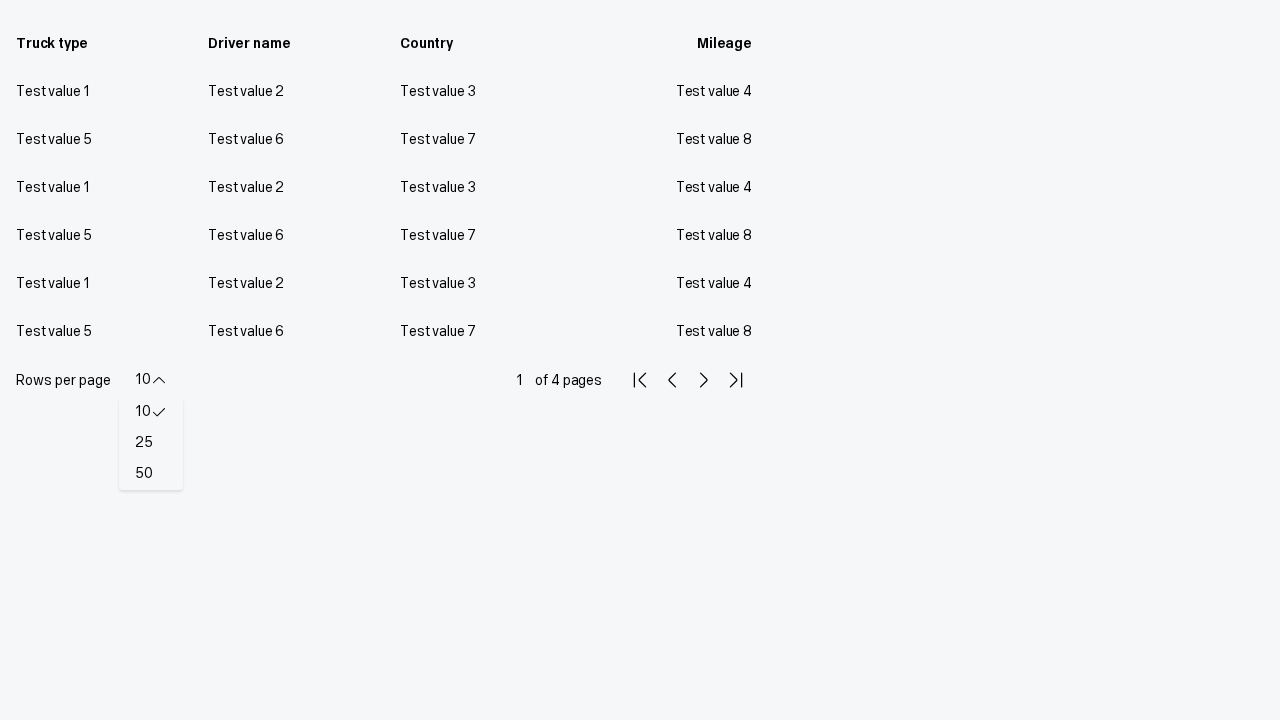 Truck type Driver name Country Mileage
Test value 1 Test value 2 Test value 3 Test value 4
Test value 5 Test value 6 Test value 7 Test value 8
Test value 1 Test value 2 Test value 3 Test value 4
Test value 5 Test value 6 Test value 7 Test value 8
Test value 1 Test value 2 Test value 3 Test value 4
Test value 5 Test value 6 Test value 7 Test value 8
Rows per page 10 1 of 4 pages
10
25
50